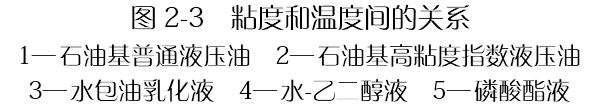 图 2-3　粘度和温度间的关系
1—石油基普通液压油　2—石油基高粘度指数液压油
3—水包油乳化液　4—水-乙二醇液　5—磷酸酯液